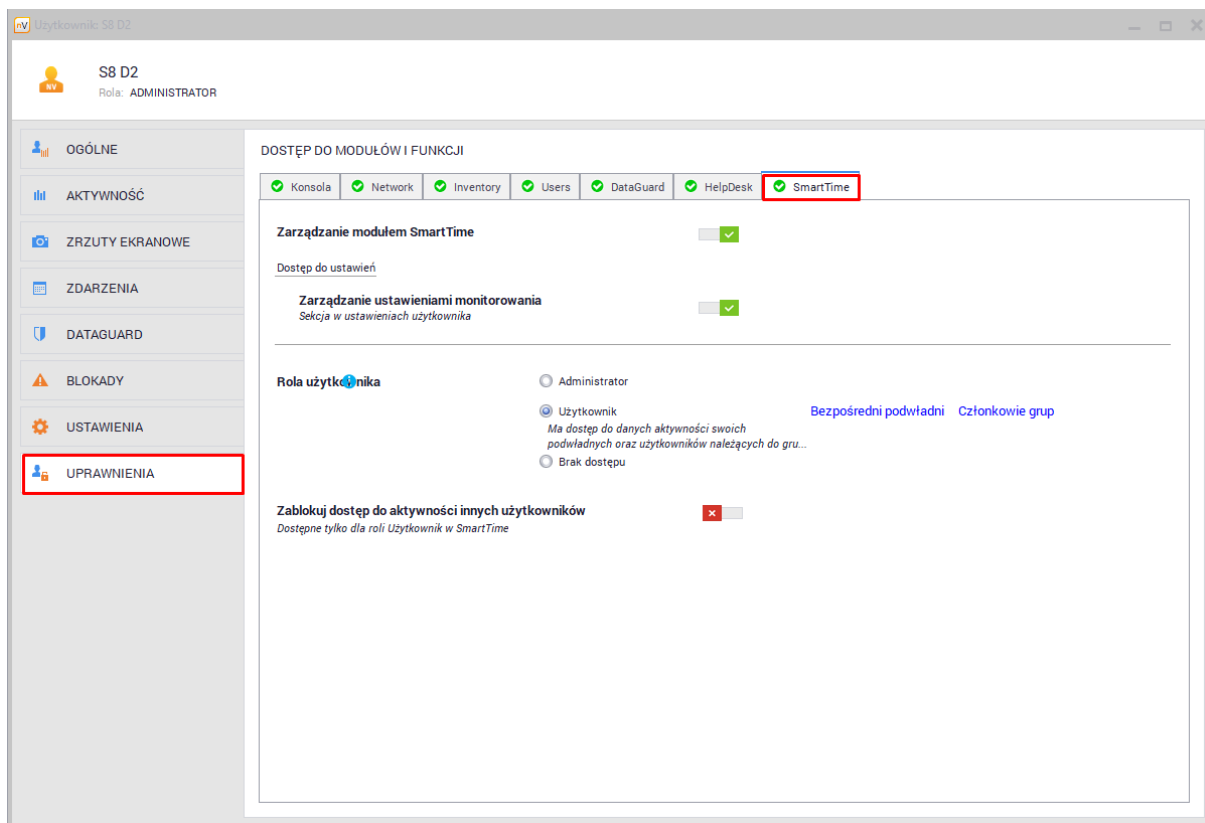 nV Użytkownik: S8 D2
NV
S8 D2
Rola: ADMINISTRATOR
OGÓLNE
AKTYWNOŚĆ
ZRZUTY EKRANOWE
ZDARZENIA
DATAGUARD
BLOKADY
USTAWIENIA
UPRAWNIENIA
DOSTĘP DO MODUŁÓW I FUNKCJI
Konsola Network Inventory Users DataGuard HelpDesk SmartTime
Zarządzanie modułem SmartTime
Dostęp do ustawień
Zarządzanie ustawieniami monitorowania
Sekcja w ustawieniach użytkownika
Rola użytkownika
Administrator
Użytkownik Bezpośredni podwładni Członkowie grup
Ma dostęp do danych aktywności swoich
podwładnych oraz użytkowników należących do gru...
Brak dostępu
Zablokuj dostęp do aktywności innych użytkowników
Dostępne tylko dla roli Użytkownik w SmartTime